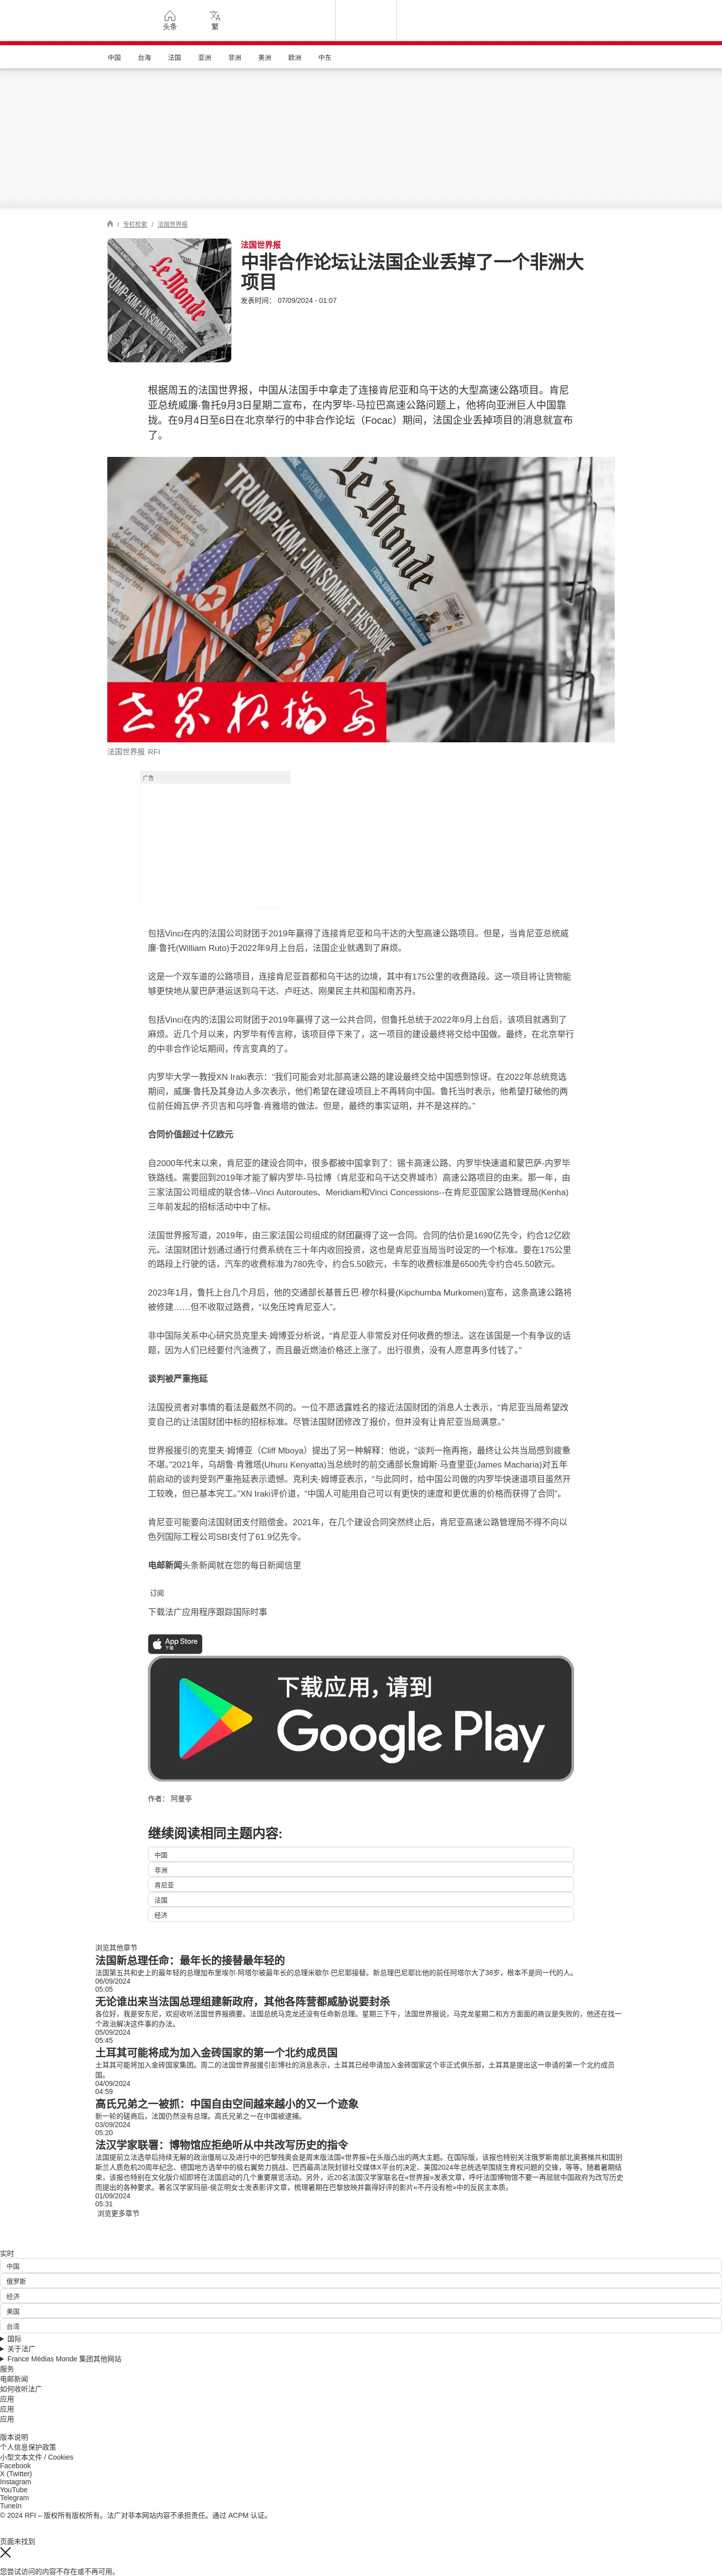 头条
繁
中国 台海 法国 亚洲 非洲 美洲 欧洲 中东
/ 专栏检索 / 法国世界报
法国世界报
中非合作论坛让法国企业丢掉了一个非洲大
项目
发表时间： 07/09/2024 - 01:07
根据周五的法国世界报，中国从法国手中拿走了连接肯尼亚和乌干达的大型高速公路项目。肯尼
亚总统威廉·鲁托9月3日星期二宣布，在内罗毕-马拉巴高速公路问题上，他将向亚洲巨人中国靠
拢。在9月4日至6日在北京举行的中非合作论坛（Focac）期间，法国企业丢掉项目的消息就宣布
了。
Le Monde
TRUMP-KIM: UN SOMMET HISTORIQUE
世界报摘要
法国世界报 RFI
广告
包括Vinci在内的法国公司财团于2019年赢得了连接肯尼亚和乌干达的大型高速公路项目。但是，当肯尼亚总统威
廉·鲁托(William Ruto)于2022年9月上台后，法国企业就遇到了麻烦。
这是一个双车道的公路项目，连接肯尼亚首都和乌干达的边境，其中有175公里的收费路段。这一项目将让货物能
够更快地从蒙巴萨港运送到乌干达、卢旺达、刚果民主共和国和南苏丹。
包括Vinci在内的法国公司财团于2019年赢得了这一公共合同，但鲁托总统于2022年9月上台后，该项目就遇到了
麻烦。近几个月以来，内罗毕有传言称，该项目停下来了，这一项目的建设最终将交给中国做。最终，在北京举行
的中非合作论坛期间，传言变真的了。
内罗毕大学一教授XN Iraki表示：“我们可能会对北部高速公路的建设最终交给中国感到惊讶。在2022年总统竞选
期间，威廉·鲁托及其身边人多次表示，他们希望在建设项目上不再转向中国。鲁托当时表示，他希望打破他的两
位前任姆瓦伊·齐贝吉和乌呼鲁·肯雅塔的做法。但是，最终的事实证明，并不是这样的。”
合同价值超过十亿欧元
自2000年代末以来，肯尼亚的建设合同中，很多都被中国拿到了：锡卡高速公路、内罗毕快速道和蒙巴萨-内罗毕
铁路线。需要回到2019年才能了解内罗毕-马拉博（肯尼亚和乌干达交界城市）高速公路项目的由来。那一年，由
三家法国公司组成的联合体--Vinci Autoroutes、Meridiam和Vinci Concessions--在肯尼亚国家公路管理局(Kenha)
三年前发起的招标活动中中了标。
法国世界报写道，2019年，由三家法国公司组成的财团赢得了这一合同。合同的估价是1690亿先令，约合12亿欧
元。法国财团计划通过通行付费系统在三十年内收回投资，这也是肯尼亚当局当时设定的一个标准。要在175公里
的路段上行驶的话，汽车的收费标准为780先令，约合5.50欧元，卡车的收费标准是6500先令约合45.50欧元。
2023年1月，鲁托上台几个月后，他的交通部长基普丘巴·穆尔科曼(Kipchumba Murkomen)宣布，这条高速公路将
被修建……但不收取过路费，“以免压垮肯尼亚人”。
非中国际关系中心研究员克里夫·姆博亚分析说，“肯尼亚人非常反对任何收费的想法。这在该国是一个有争议的话
题，因为人们已经要付汽油费了，而且最近燃油价格还上涨了。出行很贵，没有人愿意再多付钱了。”
谈判被严重拖延
法国投资者对事情的看法是截然不同的。一位不愿透露姓名的接近法国财团的消息人士表示，“肯尼亚当局希望改
变自己的让法国财团中标的招标标准。尽管法国财团修改了报价，但并没有让肯尼亚当局满意。”
世界报援引的克里夫·姆博亚（Cliff Mboya）提出了另一种解释：他说，“谈判一拖再拖，最终让公共当局感到疲惫
不堪。”2021年，乌胡鲁·肯雅塔(Uhuru Kenyatta)当总统时的前交通部长詹姆斯·马查里亚(James Macharia)对五年
前启动的谈判受到严重拖延表示遗憾。克利夫·姆博亚表示，“与此同时，给中国公司做的内罗毕快速道项目虽然开
工较晚，但已基本完工。”XN Iraki评价道，“中国人可能用自己可以有更快的速度和更优惠的价格而获得了合同”。
肯尼亚可能要向法国财团支付赔偿金。2021年，在几个建设合同突然终止后，肯尼亚高速公路管理局不得不向以
色列国际工程公司SBI支付了61.9亿先令。
电邮新闻头条新闻就在您的每日新闻信里
订阅
下载法广应用程序跟踪国际时事
App Store
下载
下载应用，请到
Google Play
作者： 阿曼亭
继续阅读相同主题内容:
中国
非洲
肯尼亚
法国
经济
浏览其他章节
法国新总理任命：最年长的接替最年轻的
法国第五共和史上的最年轻的总理加布里埃尔·阿塔尔被最年长的总理米歇尔·巴尼耶接替。新总理巴尼耶比他的前任阿塔尔大了38岁，根本不是同一代的人。
06/09/2024
05:05
无论谁出来当法国总理组建新政府，其他各阵营都威胁说要封杀
各位好，我是安东尼，欢迎收听法国世界报摘要。法国总统马克龙还没有任命新总理。星期三下午，法国世界报说，马克龙星期二和方方面面的商议是失败的，他还在找一
个政治解决这件事的办法。
05/09/2024
05:45
土耳其可能将成为加入金砖国家的第一个北约成员国
土耳其可能将加入金砖国家集团。周二的法国世界报援引彭博社的消息表示，土耳其已经申请加入金砖国家这个非正式俱乐部，土耳其是提出这一申请的第一个北约成员
国。
04/09/2024
04:59
高氏兄弟之一被抓：中国自由空间越来越小的又一个迹象
新一轮的磋商后，法国仍然没有总理。高氏兄弟之一在中国被逮捕。
03/09/2024
05:20
法汉学家联署：博物馆应拒绝听从中共改写历史的指令
法国提前立法选举后持续无解的政治僵局以及进行中的巴黎残奥会是周末版法国«世界报»在头版凸出的两大主题。在国际版，该报也特别关注俄罗斯南部北奥赛梯共和国别
斯兰人质危机20周年纪念、德国地方选举中的极右翼势力挑战、巴西最高法院封锁社交媒体X平台的决定、美国2024年总统选举围绕生育权问题的交锋，等等。随着暑期结
束，该报也特别在文化版介绍即将在法国启动的几个重要展览活动。另外，近20名法国汉学家联名在«世界报»发表文章，呼吁法国博物馆不要一再屈就中国政府为改写历史
而提出的各种要求。著名汉学家玛丽·侯芷明女士发表影评文章，梳理暑期在巴黎放映并赢得好评的影片«不丹没有枪»中的反民主本质。
01/09/2024
05:31
浏览更多章节
实时
中国
俄罗斯
经济
美国
台湾
国际
关于法广
France Médias Monde 集团其他网站
服务
电邮新闻
如何收听法广
应用
应用
应用
版本说明
个人信息保护政策
小型文本文件 / Cookies
Facebook
X (Twitter)
Instagram
YouTube
Telegram
TuneIn
© 2024 RFI – 版权所有版权所有。法广对非本网站内容不承担责任。通过 ACPM 认证。
页面未找到
您尝试访问的内容不存在或不再可用。